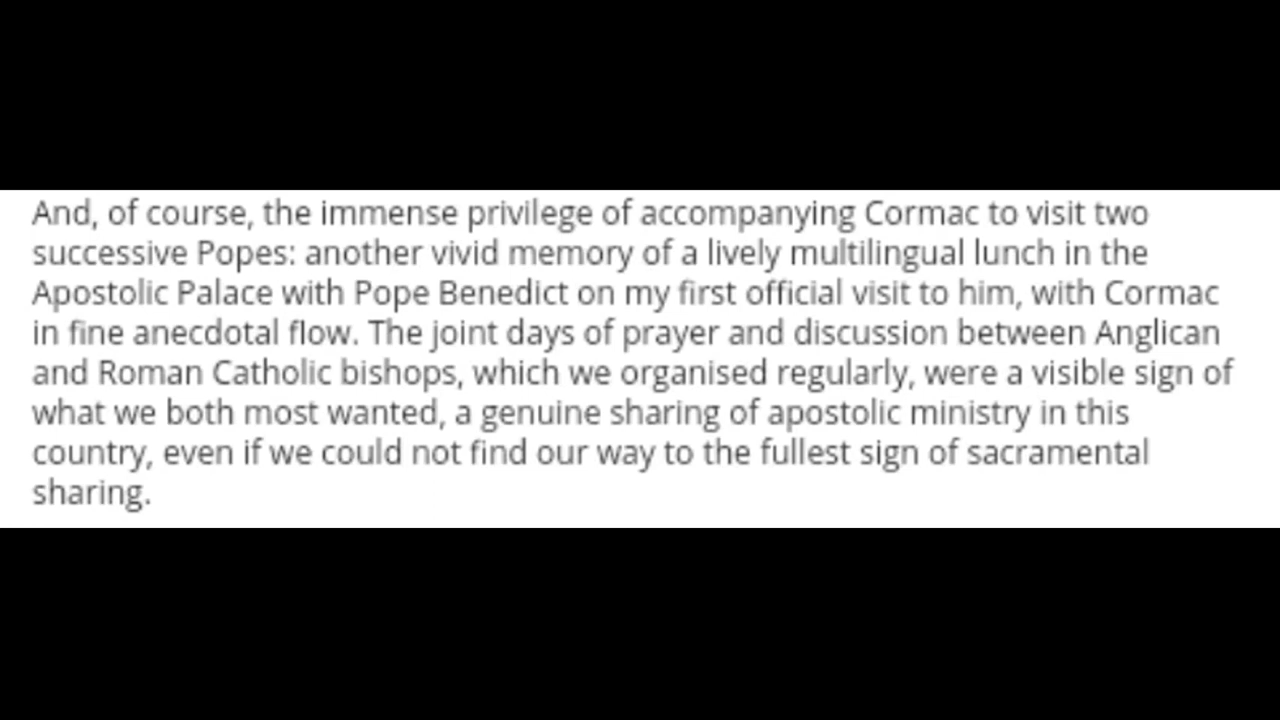 And, of course, the immense privilege of accompanying Cormac to visit two
successive Popes: another vivid memory of a lively multilingual lunch in the
Apostolic Palace with Pope Benedict on my first official visit to him, with Cormac
in fine anecdotal flow. The joint days of prayer and discussion between Anglican
and Roman Catholic bishops, which we organised regularly, were a visible sign of
what we both most wanted, a genuine sharing of apostolic ministry in this
country, even if we could not find our way to the fullest sign of sacramental
sharing.